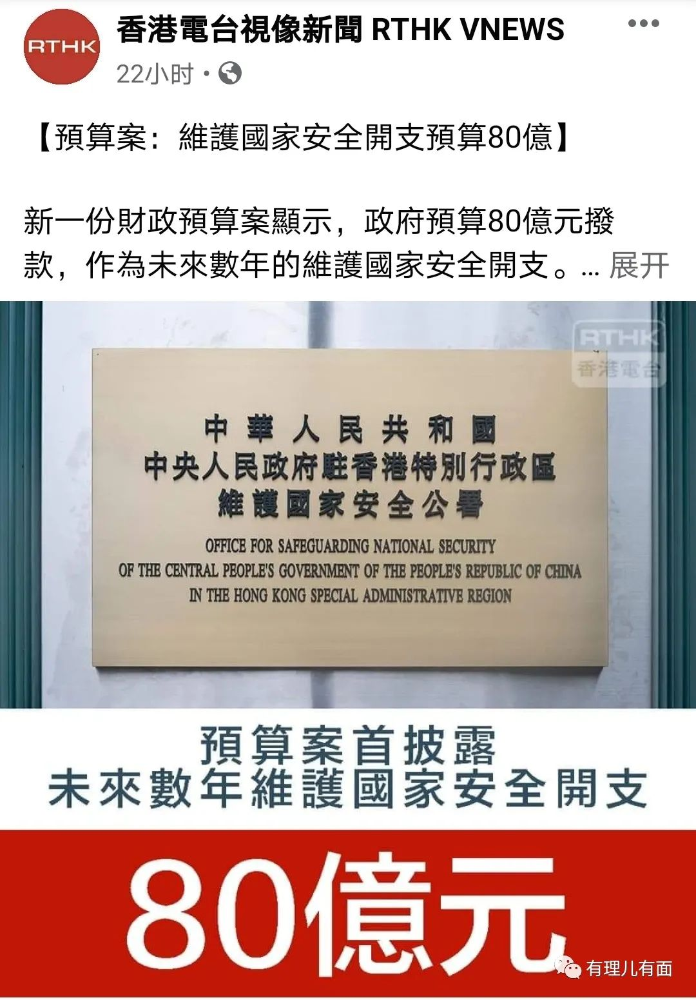 RTHK
香港電台視像新聞 RTHK VNEWS
22小时
【預算案：維護國家安全開支預算80億】
新一份財政預算案顯示，政府預算80億元撥
款，作為未來數年的維護國家安全開支。... 展开
RTHK
香港電台
中華人民共和國
中央人民政府駐香港特別行政區
維護國家安全公署
OFFICE FOR SAFEGUARDING NATIONAL SECURITY
OF THE CENTRAL PEOPLE'S GOVERNMENT OF THE PEOPLE'S REPUBLIC OF CHINA
IN THE HONG KONG SPECIAL ADMINISTRATIVE REGION
預算案首披露
未來數年維護國家安全開支
80億元
有理儿有面